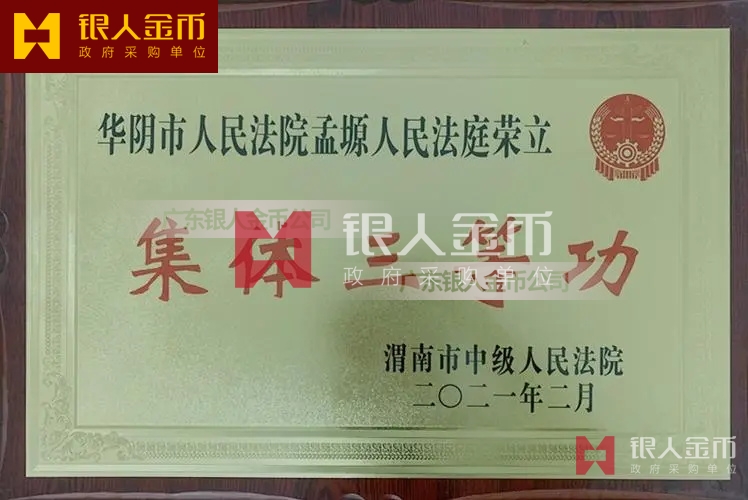 银人金币
政府采购单位
华阴市人民法院孟塬人民法庭荣立
广东银人金币公司
银人金币
政府采购单位
集体三等功
广东银人金币公司
渭南市中级人民法院
二〇二一年二月
银人金币
政府采购单位